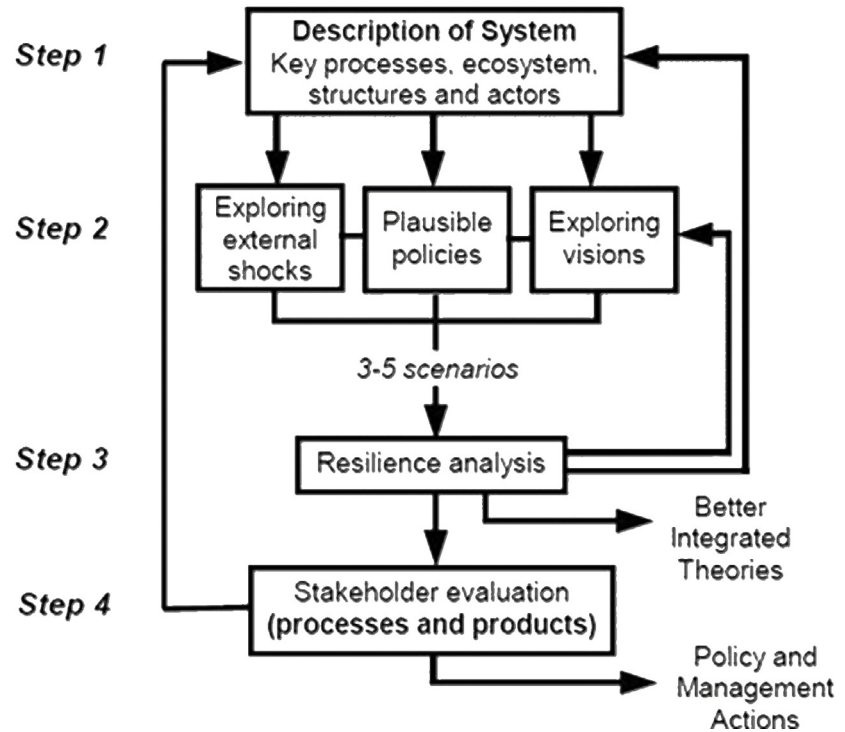 Step 1
Description of System
Key processes, ecosystem,
structures and actors
Step 2
Exploring
external
shocks
Plausible
policies
Exploring
visions
3-5 scenarios
Step 3
Resilience analysis
Better
Integrated
Theories
Step 4
Stakeholder evaluation
(processes and products)
Policy and
Management
Actions